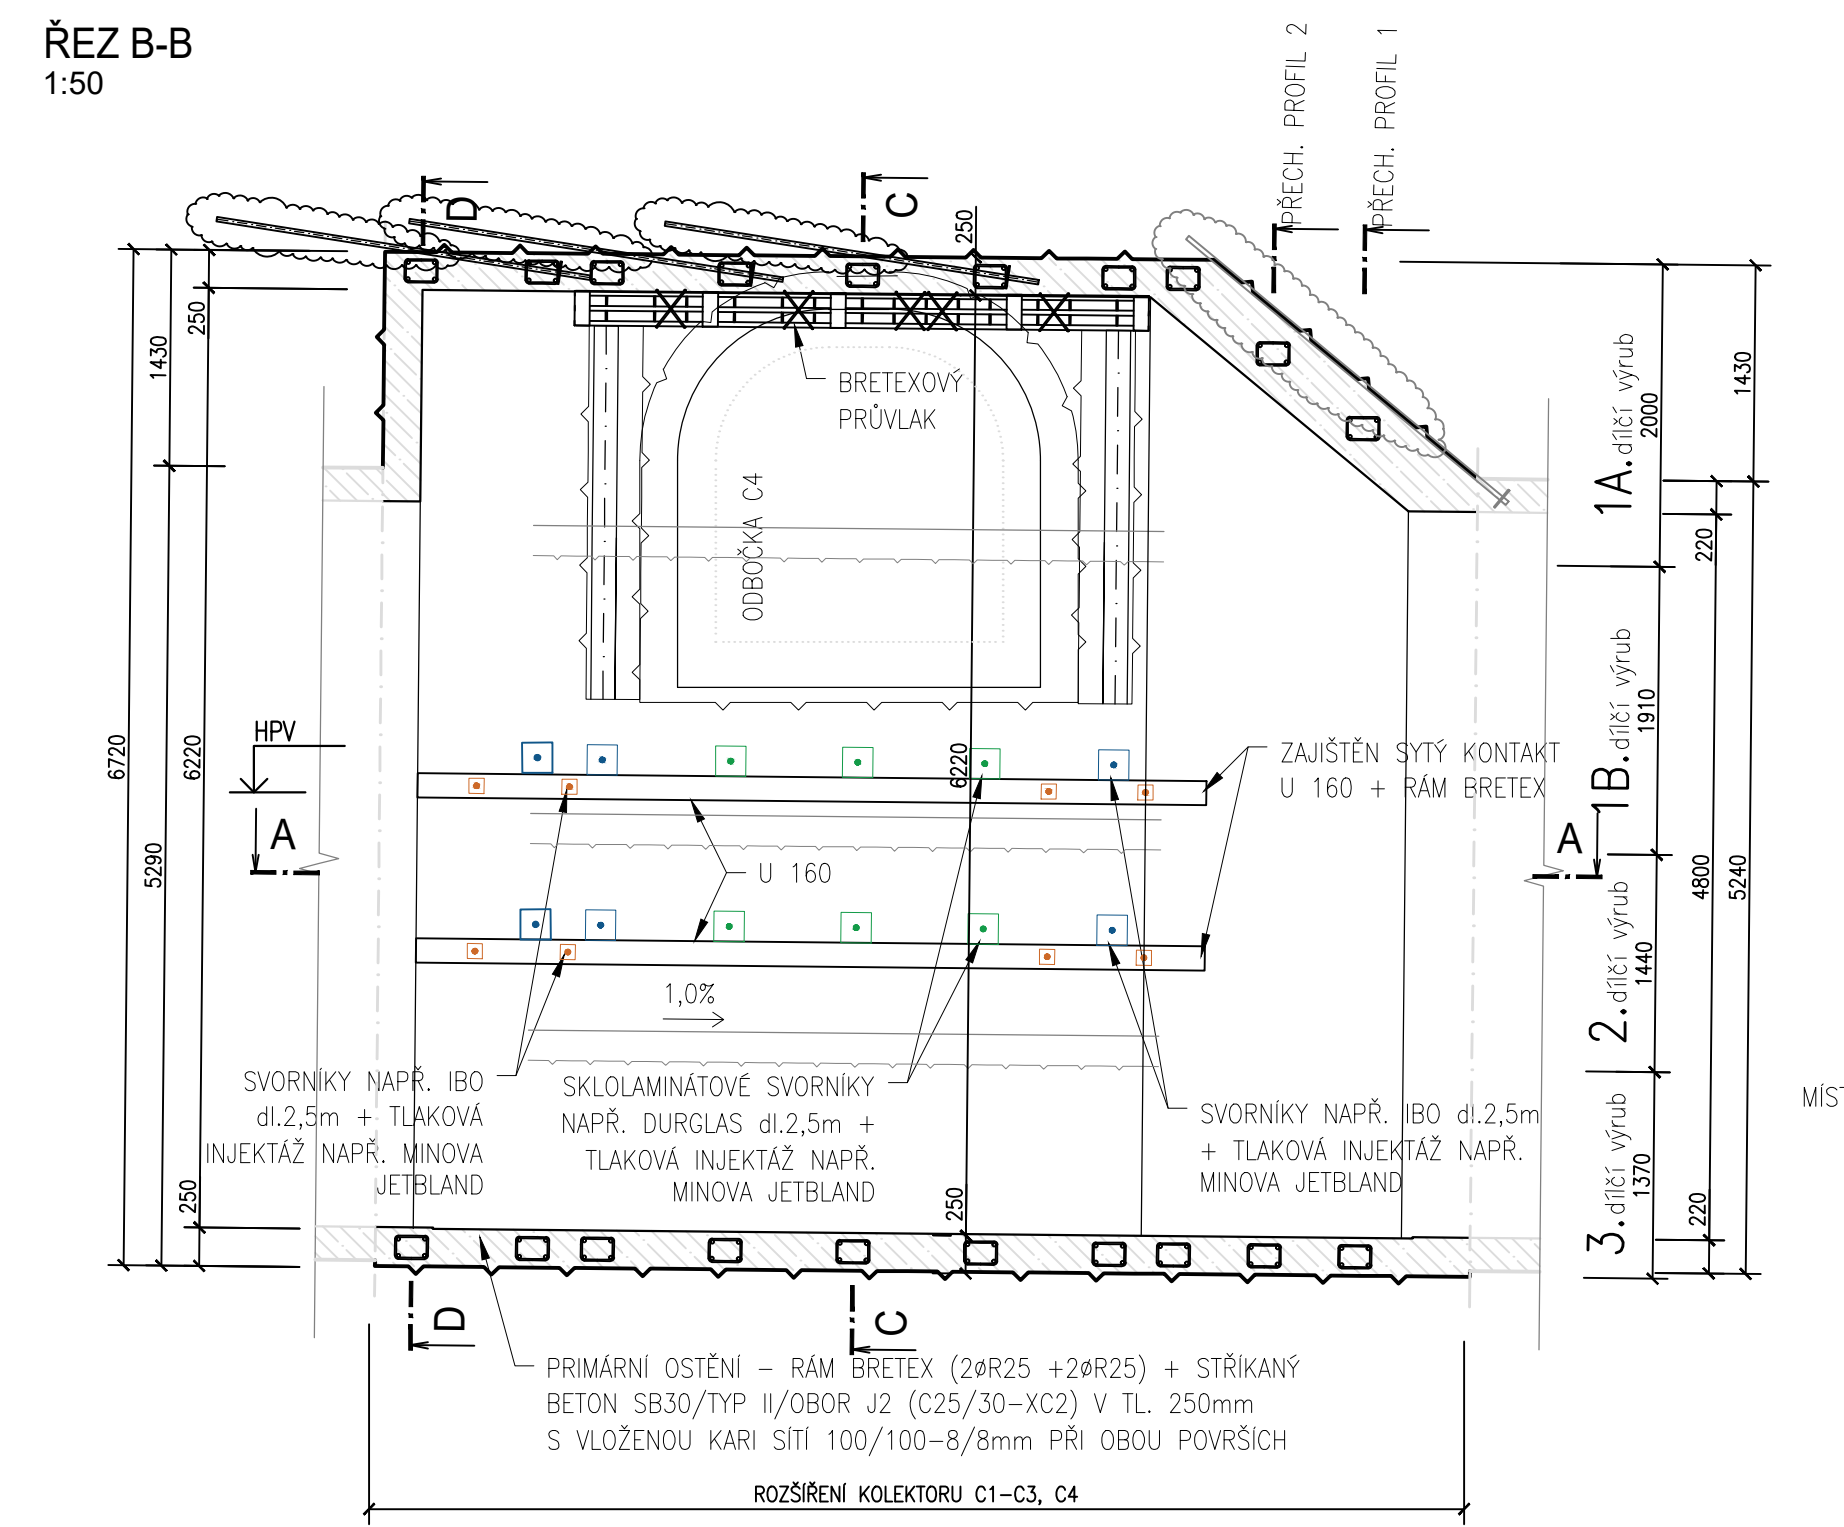 ŘEZ B-B
1:50
PŘECH. PROFIL 2
PŘECH. PROFIL 1
D
C
250
250
1430
6720
6220
5290
250
BRETEXOVÝ
PRŮVLAK
ODBOČKA C4
1A.dílčí výrub
2000
1430
220
1B.dílčí výrub
1910
HPV
A
6220
ZAJIŠTĚN SYTÝ KONTAKT
U 160 + RÁM BRETEX
A
U 160
4800
5240
2.dílčí výrub
1440
1,0%
SVORNÍKY NAPŘ. IBO
dl.2,5m + TLAKOVÁ
INJEKTÁŽ NAPŘ. MINOVA
JETBLAND
SKLOLAMINÁTOVÉ SVORNÍKY
NAPŘ. DURGLAS dl.2,5m +
TLAKOVÁ INJEKTÁŽ NAPŘ.
MINOVA JETBLAND
SVORNÍKY NAPŘ. IBO dl.2,5m
+ TLAKOVÁ INJEKTÁŽ NAPŘ.
MINOVA JETBLAND
MÍST
3.dílčí výrub
1370
220
250
D
C
PRIMÁRNÍ OSTĚNÍ - RÁM BRETEX (2øR25 +2øR25) + STŘÍKANÝ
BETON SB30/TYP II/OBOR J2 (C25/30-XC2) V TL. 250mm
S VLOŽENOU KARI SÍTÍ 100/100-8/8mm PŘI OBOU POVRŠÍCH
ROZŠÍŘENÍ KOLEKTORU C1-C3, C4